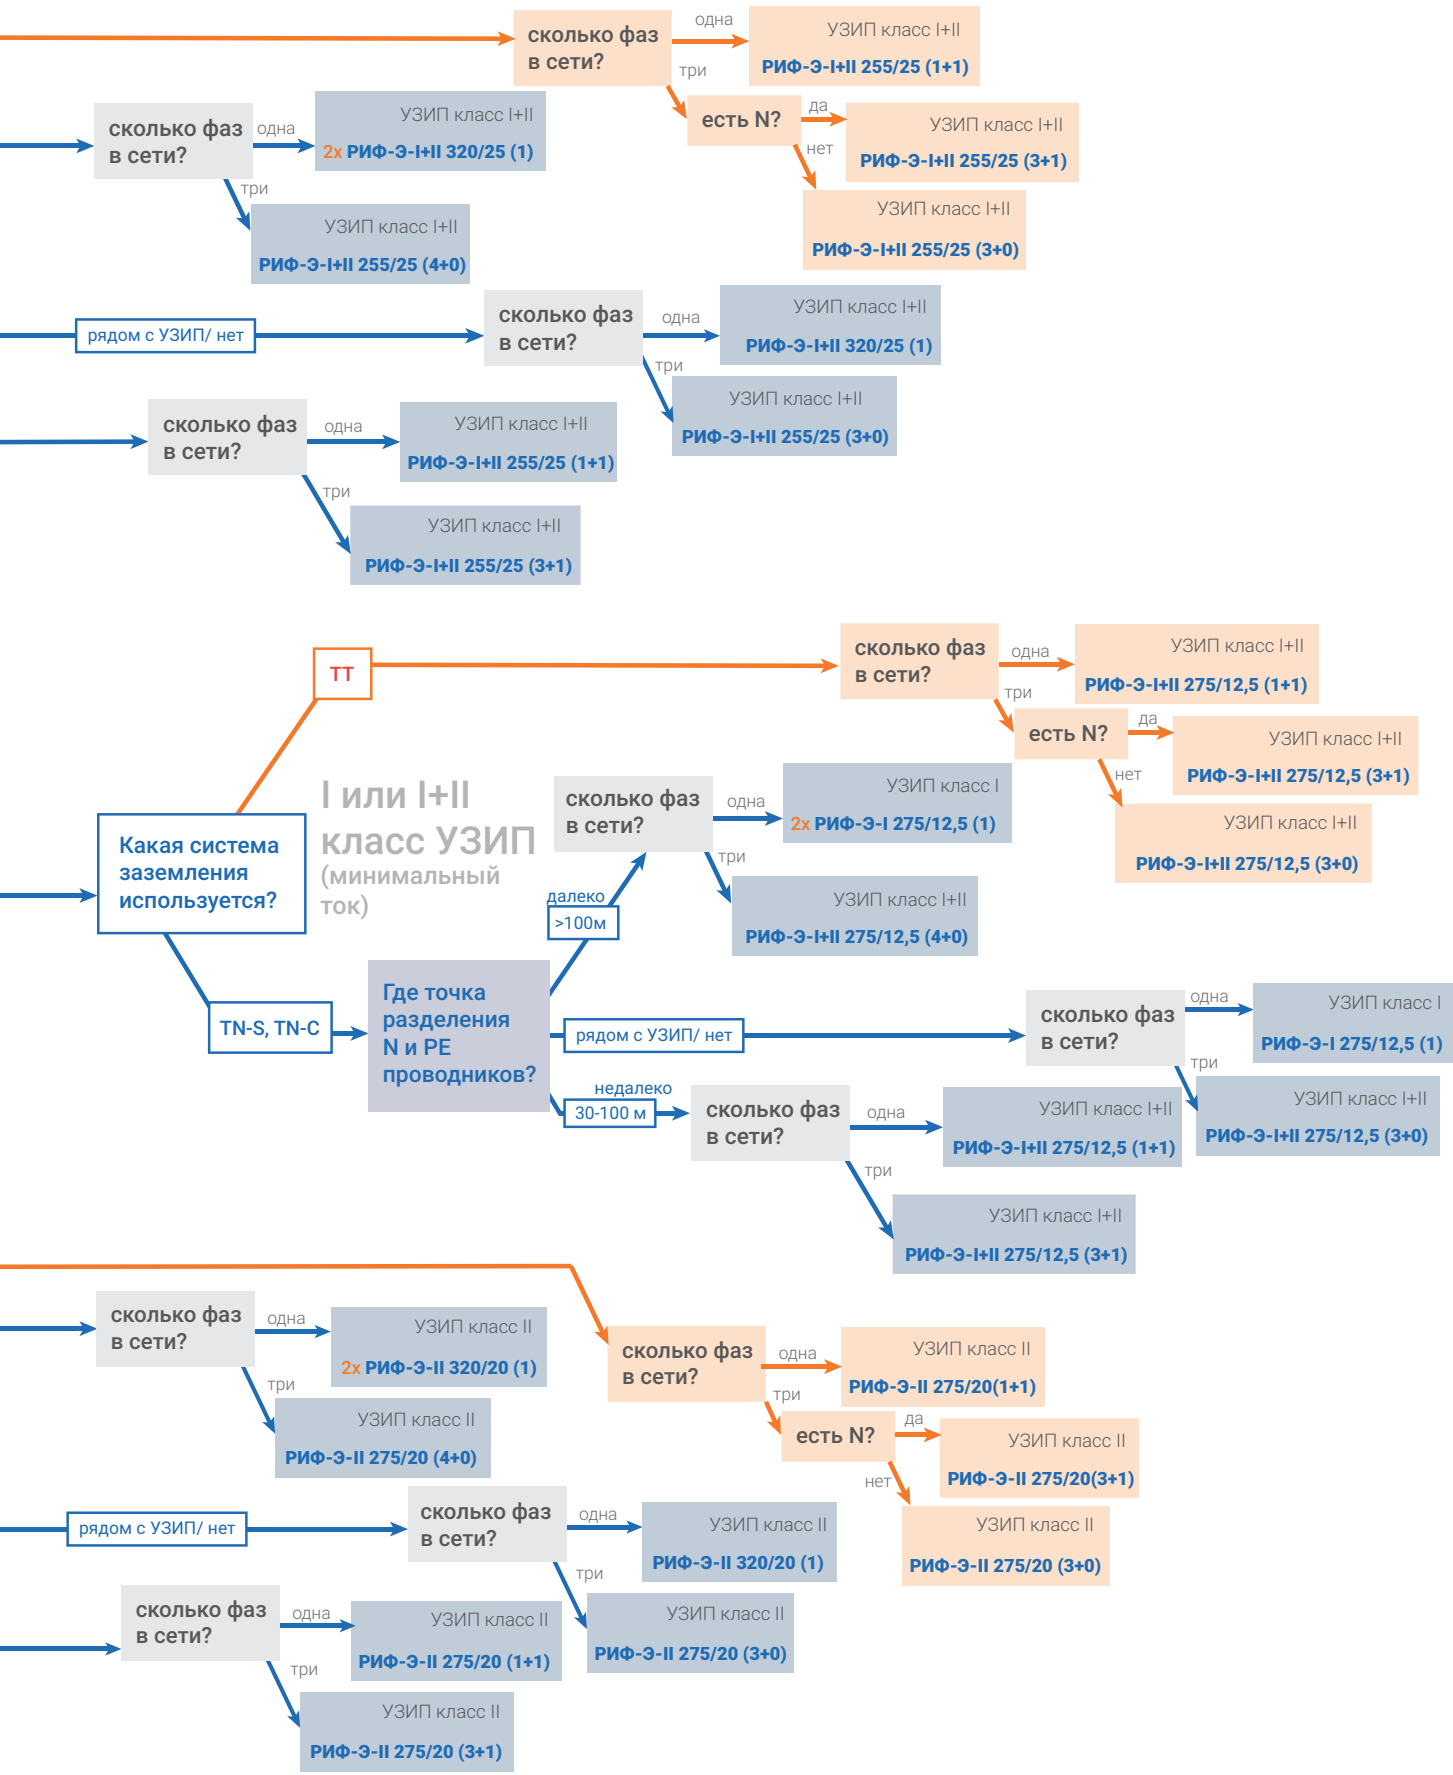 сколько фаз
в сети?
одна
УЗИП класс I+II
РИФ-Э-I+II 255/25 (1+1)
три
есть N?
да
УЗИП класс I+II
РИФ-Э-I+II 255/25 (3+1)
нет
УЗИП класс I+II
РИФ-Э-I+II 255/25 (3+0)
сколько фаз
в сети?
одна
УЗИП класс I+II
2x РИФ-Э-I+II 320/25 (1)
три
УЗИП класс I+II
РИФ-Э-I+II 255/25 (4+0)
рядом с УЗИП/ нет
сколько фаз
в сети?
одна
УЗИП класс I+II
РИФ-Э-I+II 320/25 (1)
три
УЗИП класс I+II
РИФ-Э-I+II 255/25 (3+0)
сколько фаз
в сети?
одна
УЗИП класс I+II
РИФ-Э-I+II 255/25 (1+1)
три
УЗИП класс I+II
РИФ-Э-I+II 255/25 (3+1)
TT
сколько фаз
в сети?
одна
УЗИП класс I+II
РИФ-Э-I+II 275/12,5 (1+1)
три
есть N?
да
УЗИП класс I+II
РИФ-Э-I+II 275/12,5 (3+1)
нет
УЗИП класс I+II
РИФ-Э-I+II 275/12,5 (3+0)
I или I+II
класс УЗИП
(минимальный
ток)
Какая система
заземления
используется?
сколько фаз
в сети?
одна
УЗИП класс I
2x РИФ-Э-I 275/12,5 (1)
три
УЗИП класс I+II
РИФ-Э-I+II 275/12,5 (4+0)
далеко
>100м
TN-S, TN-C
Где точка
разделения
N и PE
проводников?
рядом с УЗИП/ нет
сколько фаз
в сети?
одна
УЗИП класс I
РИФ-Э-I 275/12,5 (1)
три
УЗИП класс I+II
РИФ-Э-I+II 275/12,5 (3+0)
недалеко
30-100 м
сколько фаз
в сети?
одна
УЗИП класс I+II
РИФ-Э-I+II 275/12,5 (1+1)
три
УЗИП класс I+II
РИФ-Э-I+II 275/12,5 (3+1)
сколько фаз
в сети?
одна
УЗИП класс II
2x РИФ-Э-II 320/20 (1)
три
УЗИП класс II
РИФ-Э-II 275/20 (4+0)
сколько фаз
в сети?
одна
УЗИП класс II
РИФ-Э-II 275/20(1+1)
три
есть N?
да
УЗИП класс II
РИФ-Э-II 275/20(3+1)
нет
УЗИП класс II
РИФ-Э-II 275/20 (3+0)
рядом с УЗИП/ нет
сколько фаз
в сети?
одна
УЗИП класс II
РИФ-Э-II 320/20 (1)
три
УЗИП класс II
РИФ-Э-II 275/20 (3+0)
сколько фаз
в сети?
одна
УЗИП класс II
РИФ-Э-II 275/20 (1+1)
три
УЗИП класс II
РИФ-Э-II 275/20 (3+1)